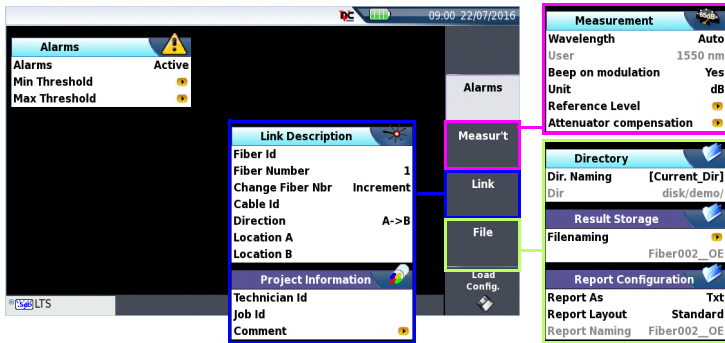 09:00 22/07/2016
Alarms
Alarms Active
Min Threshold
Max Threshold
Link Description
Fiber Id
Fiber Number 1
Change Fiber Nbr Increment
Cable Id
Direction A->B
Location A
Location B
Project Information
Technician Id
Job Id
Comment
Alarms
Measur't
Link
File
Load
Config.
LTS
Measurement
Wavelength Auto
User 1550 nm
Beep on modulation Yes
Unit dB
Reference Level
Attenuator compensation
Directory
Dir. Naming [Current_Dir]
Dir disk/demo/
Result Storage
Filenaming
Fiber002__OE
Report Configuration
Report As Txt
Report Layout Standard
Report Naming Fiber002__OE